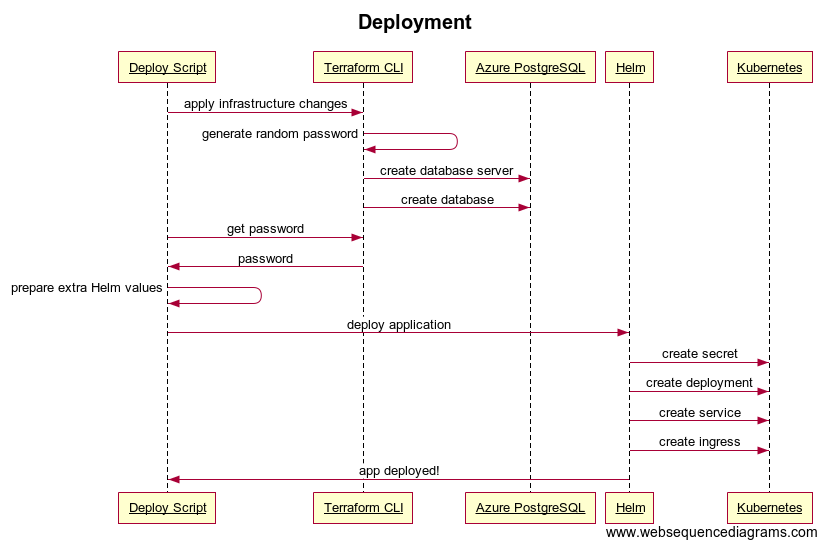 Deployment
Deploy Script
Terraform CLI
Azure PostgreSQL
Helm
Kubernetes
apply infrastructure changes
generate random password
create database server
create database
get password
password
prepare extra Helm values
deploy application
create secret
create deployment
create service
create ingress
app deployed!
Deploy Script
Terraform CLI
Azure PostgreSQL
Helm
Kubernetes
www.websequencediagrams.com